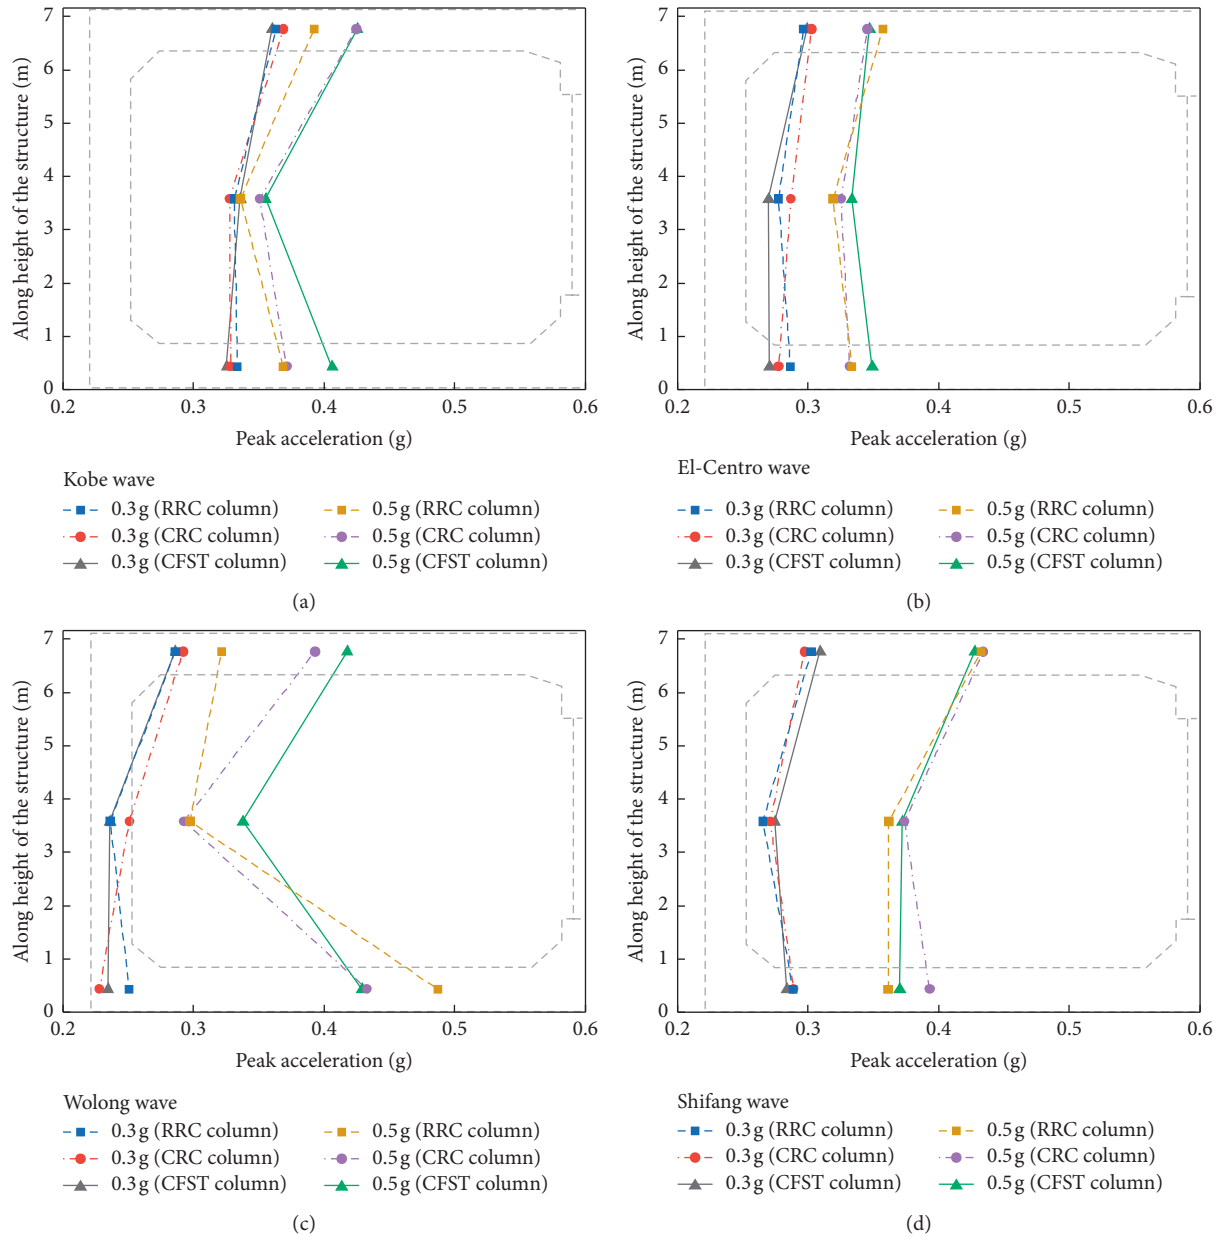 7
6
5
4
3
2
1
0
Along height of the structure (m)
0.2 0.3 0.4 0.5 0.6
Peak acceleration (g)
Kobe wave
0.3 g (RRC column) 0.5 g (RRC column)
0.3 g (CRC column) 0.5 g (CRC column)
0.3 g (CFST column) 0.5 g (CFST column)
(a)
7
6
5
4
3
2
1
0
Along height of the structure (m)
0.2 0.3 0.4 0.5 0.6
Peak acceleration (g)
El-Centro wave
0.3 g (RRC column) 0.5 g (RRC column)
0.3 g (CRC column) 0.5 g (CRC column)
0.3 g (CFST column) 0.5 g (CFST column)
(b)
7
6
5
4
3
2
1
0
Along height of the structure (m)
0.2 0.3 0.4 0.5 0.6
Peak acceleration (g)
Wolong wave
0.3 g (RRC column) 0.5 g (RRC column)
0.3 g (CRC column) 0.5 g (CRC column)
0.3 g (CFST column) 0.5 g (CFST column)
(c)
7
6
5
4
3
2
1
0
Along height of the structure (m)
0.2 0.3 0.4 0.5 0.6
Peak acceleration (g)
Shifang wave
0.3 g (RRC column) 0.5 g (RRC column)
0.3 g (CRC column) 0.5 g (CRC column)
0.3 g (CFST column) 0.5 g (CFST column)
(d)